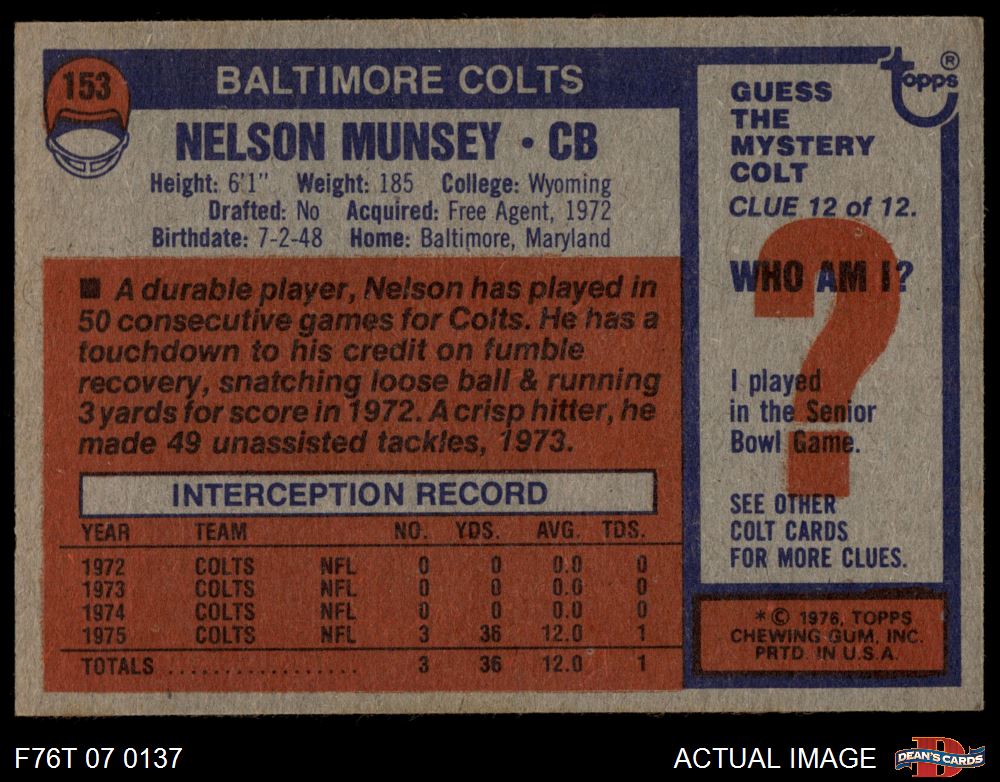 153
BALTIMORE COLTS
NELSON MUNSEY • CB
Height: 6'1" Weight: 185 College: Wyoming
Drafted: No Acquired: Free Agent, 1972
Birthdate: 7-2-48 Home: Baltimore, Maryland
■ A durable player, Nelson has played in
50 consecutive games for Colts. He has a
touchdown to his credit on fumble
recovery, snatching loose ball & running
3 yards for score in 1972. A crisp hitter, he
made 49 unassisted tackles, 1973.
INTERCEPTION RECORD
YEAR TEAM NO. YDS. AVG. TDS.
1972 COLTS NFL 0 0 0.0 0
1973 COLTS NFL 0 0 0.0 0
1974 COLTS NFL 0 0 0.0 0
1975 COLTS NFL 3 36 12.0 1
TOTALS .................. 3 36 12.0 1
topps ®
GUESS
THE
MYSTERY
COLT
CLUE 12 of 12.
?
WHO AM I?
I played
in the Senior
Bowl Game.
SEE OTHER
COLT CARDS
FOR MORE CLUES.
* © 1976, TOPPS
CHEWING GUM, INC.
PRTD. IN U.S.A.
F76T 07 0137
ACTUAL IMAGE
D
DEAN'S CARDS